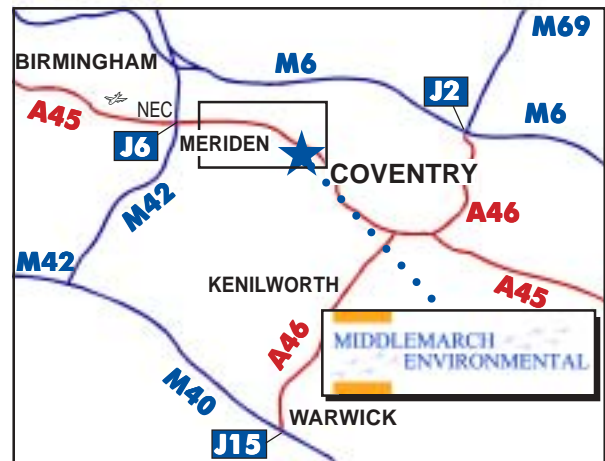 M69
BIRMINGHAM
M6
J2
A45
NEC
M6
J6
MERIDEN
COVENTRY
M42
A46
M42
KENILWORTH
A45
A46
MIDDLEMARCH
ENVIRONMENTAL
M40
WARWICK
J15